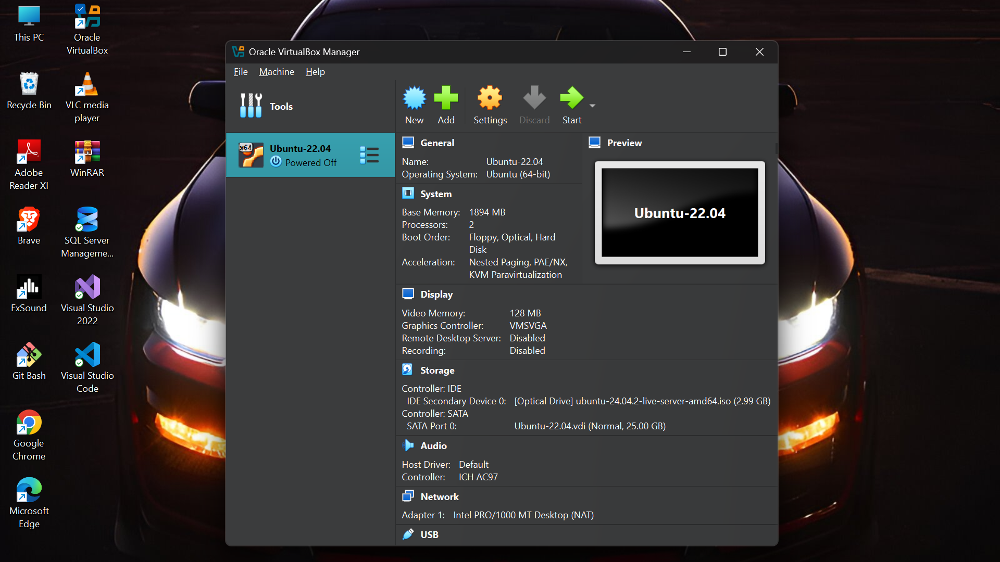 This PC
Oracle
VirtualBox
Recycle Bin
VLC media
player
Adobe
Reader XI
WinRAR
Brave
SQL Server
Manageme...
FxSound
Visual Studio
2022
Git Bash
Visual Studio
Code
Google
Chrome
Microsoft
Edge
Oracle VirtualBox Manager
File Machine Help
Tools
New Add Settings Discard Start
x64
Ubuntu-22.04
Powered Off
General
Name: Ubuntu-22.04
Operating System: Ubuntu (64-bit)
System
Base Memory: 1894 MB
Processors: 2
Boot Order: Floppy, Optical, Hard
Disk
Acceleration: Nested Paging, PAE/NX,
KVM Paravirtualization
Preview
Ubuntu-22.04
Display
Video Memory: 128 MB
Graphics Controller: VMSVGA
Remote Desktop Server: Disabled
Recording: Disabled
Storage
Controller: IDE
IDE Secondary Device 0: [Optical Drive] ubuntu-24.04.2-live-server-amd64.iso (2.99 GB)
Controller: SATA
SATA Port 0: Ubuntu-22.04.vdi (Normal, 25.00 GB)
Audio
Host Driver: Default
Controller: ICH AC97
Network
Adapter 1: Intel PRO/1000 MT Desktop (NAT)
USB